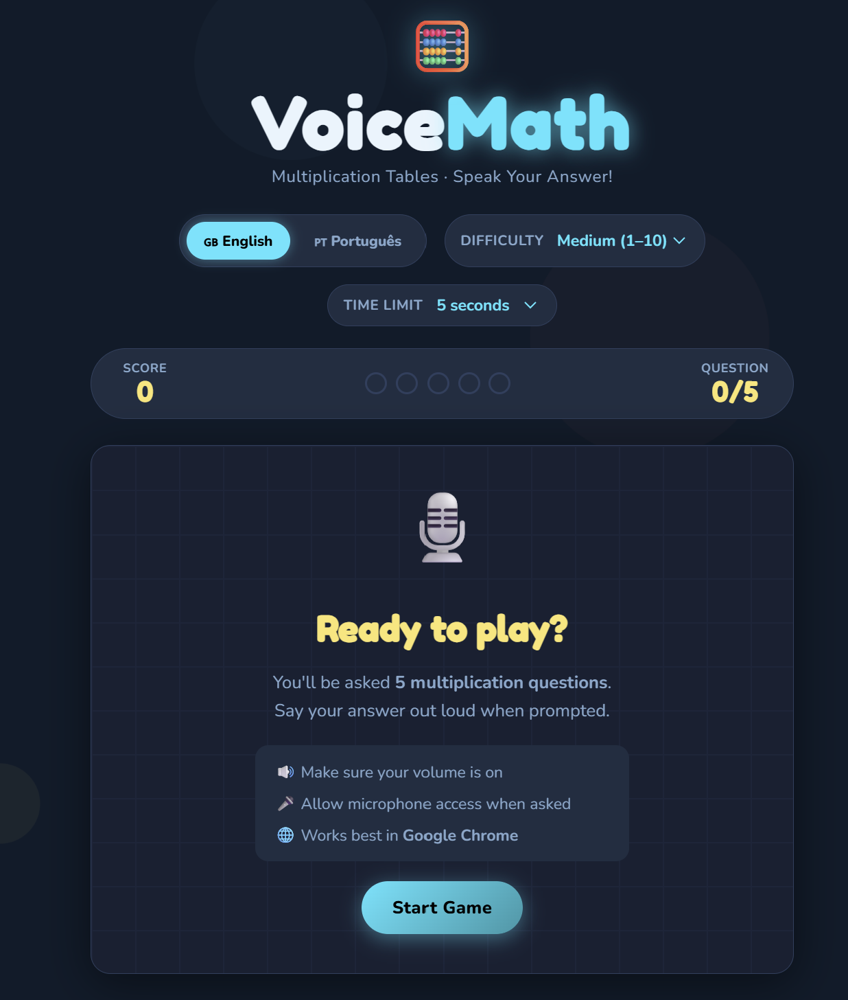 VoiceMath
Multiplication Tables · Speak Your Answer!
GB English PT Português DIFFICULTY Medium (1–10)
TIME LIMIT 5 seconds
SCORE QUESTION
0 0/5
Ready to play?
You'll be asked 5 multiplication questions.
Say your answer out loud when prompted.
Make sure your volume is on
Allow microphone access when asked
Works best in Google Chrome
Start Game